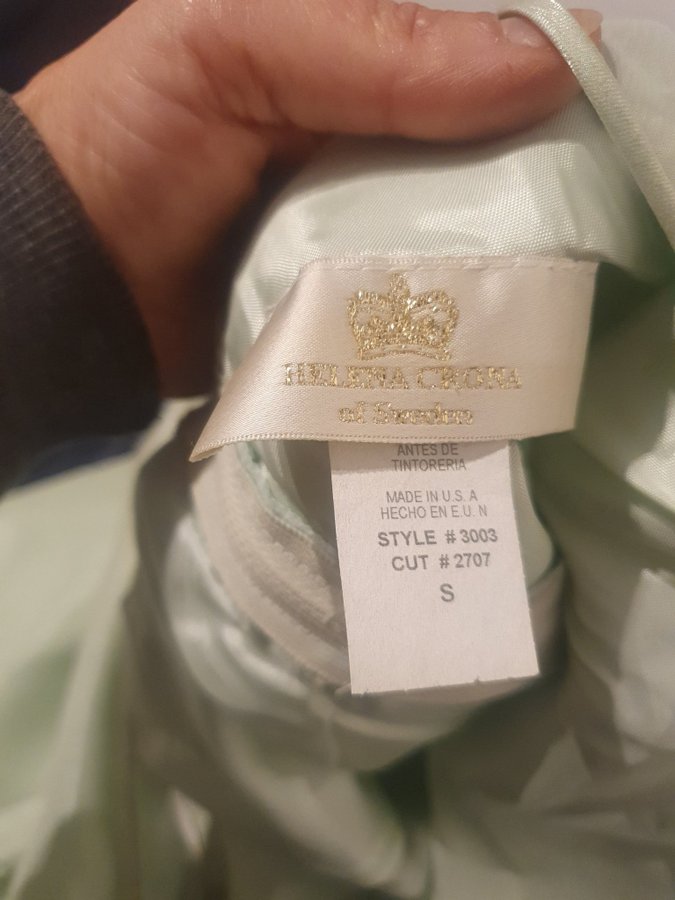 HELENA CRONA
of Sweden
ANTES DE
TINTORERIA
MADE IN U.S. A
HECHO EN E.U. N
STYLE # 3003
CUT # 2707
S